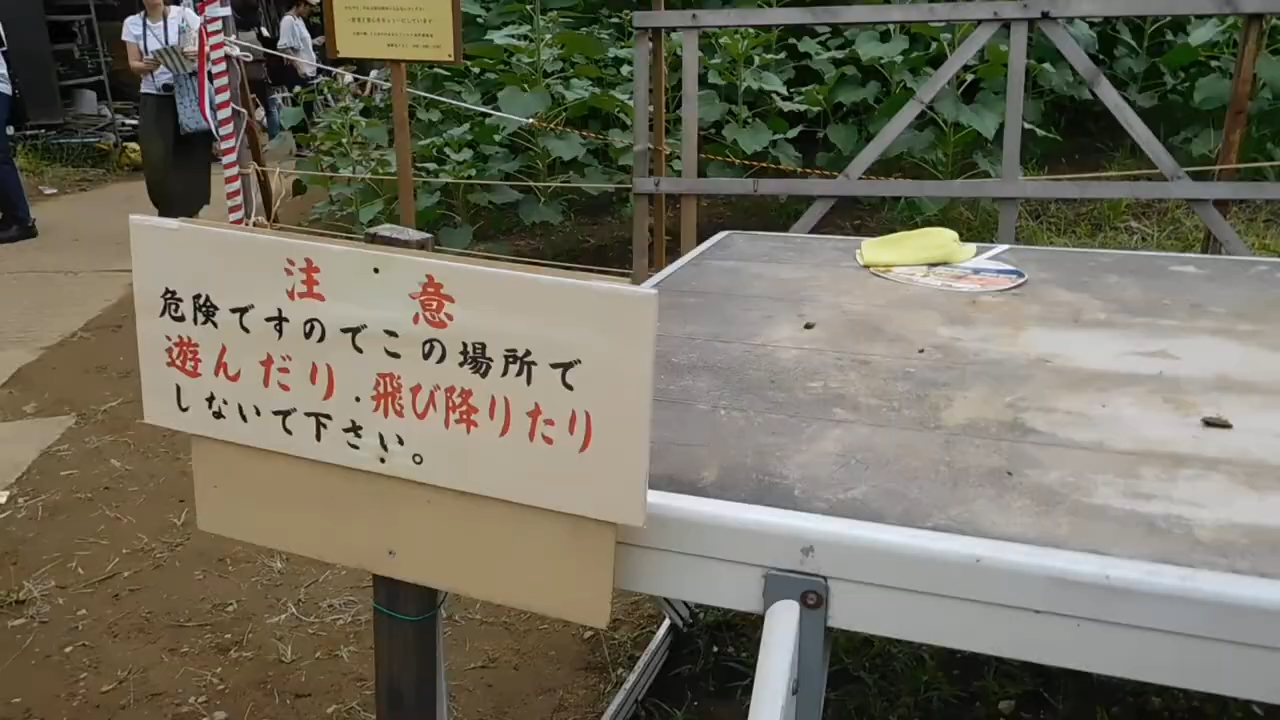 注意
危険ですのでこの場所で
遊んだり・飛び降りたり
しないで下さい。